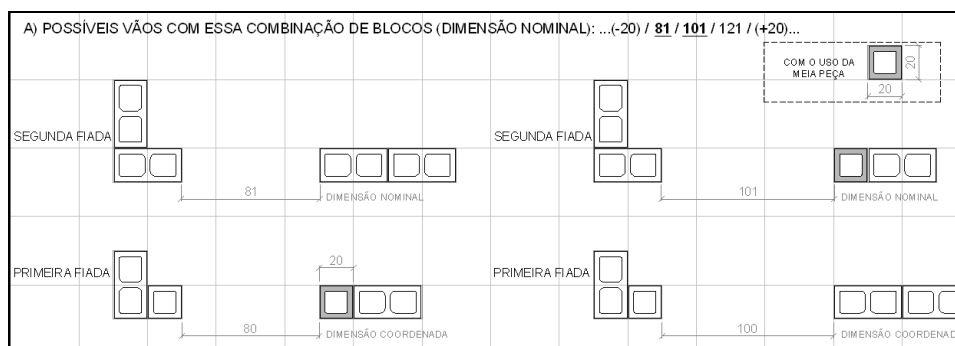 A) POSSÍVEIS VÃOS COM ESSA COMBINAÇÃO DE BLOCOS (DIMENSÃO NOMINAL): ...(-20) / 81 / 101 / 121 / (+20)...
COM O USO DA
MEIA PEÇA
20
20
SEGUNDA FIADA
81
DIMENSÃO NOMINAL
SEGUNDA FIADA
101
DIMENSÃO NOMINAL
PRIMEIRA FIADA
20
80
DIMENSÃO COORDENADA
PRIMEIRA FIADA
100
DIMENSÃO COORDENAD